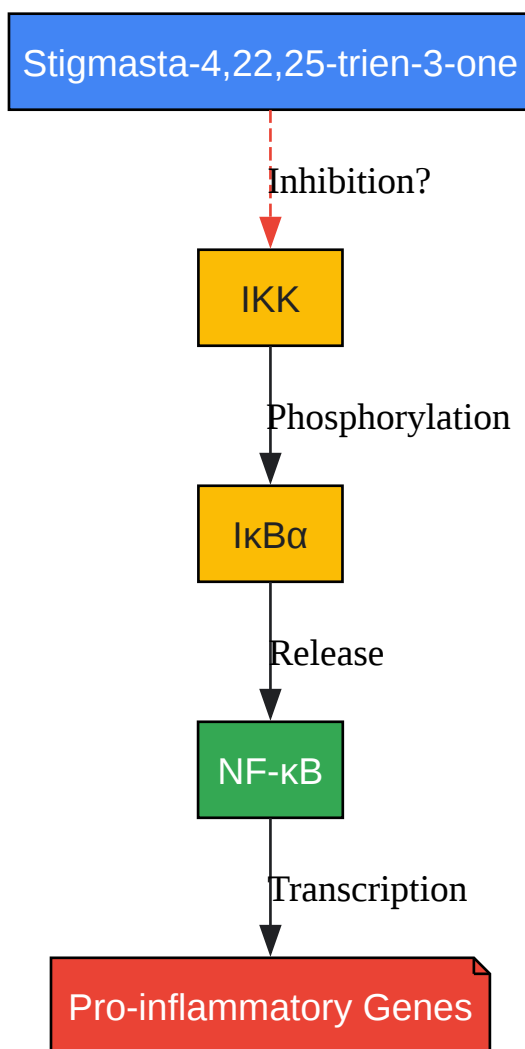 Stigmasta-4,22,25-trien-3-one
Inhibition?
IKK
Phosphorylation
IκBα
Release
NF-κB
Transcription
Pro-inflammatory Genes